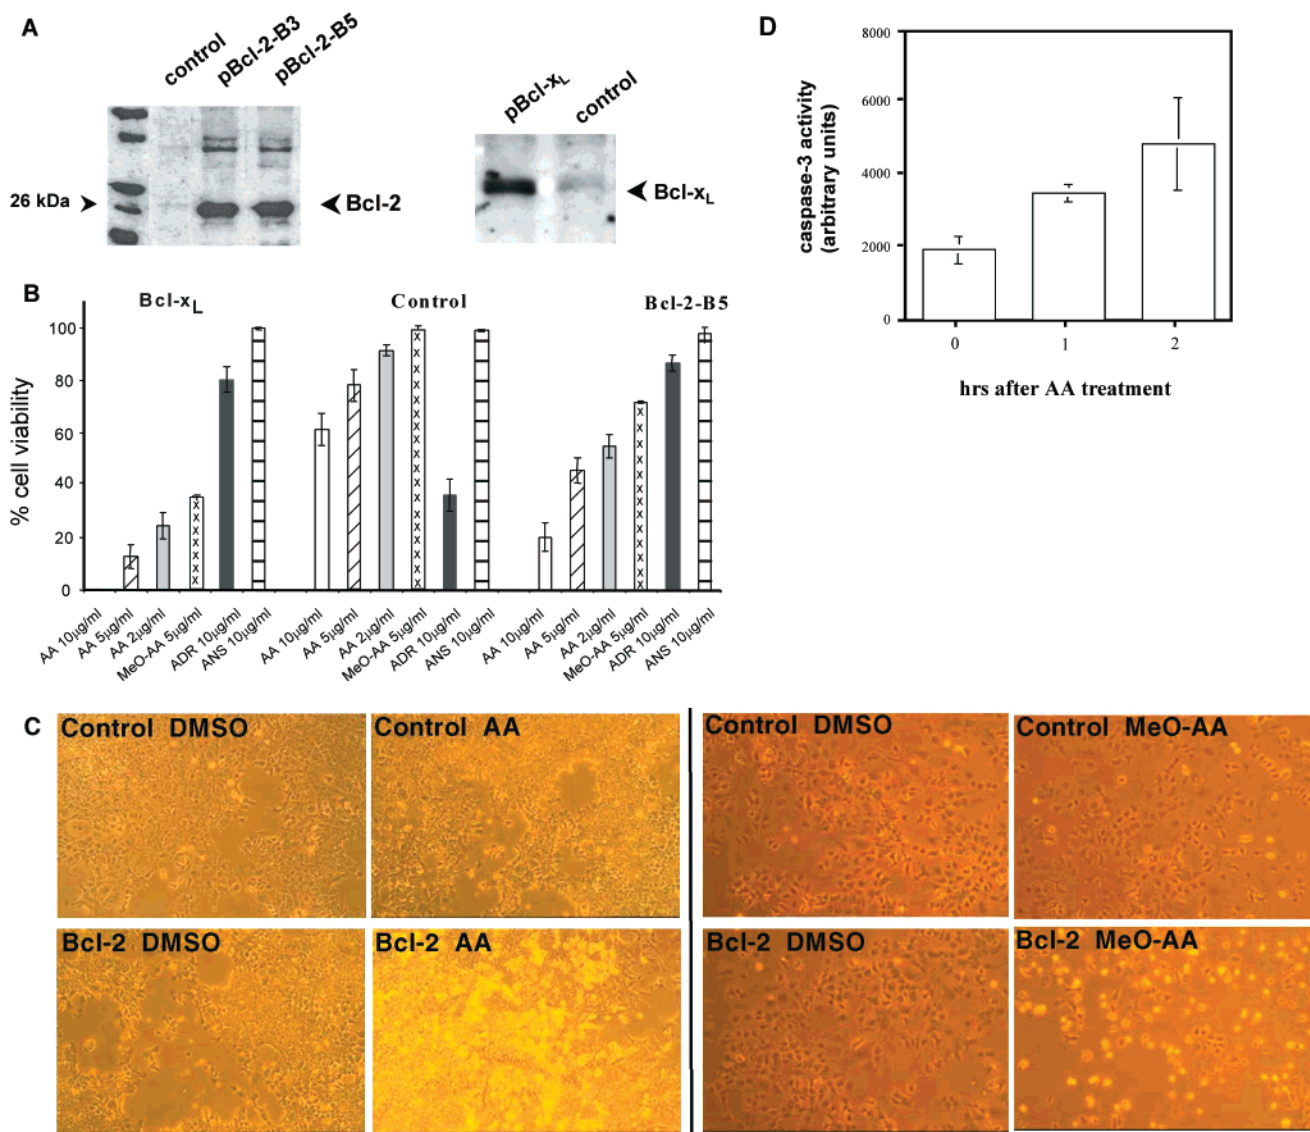 A
control
pBcl-2-B3
pBcl-2-B5
26 kDa
Bcl-2
pBcl-xL
control
Bcl-xL
D
8000
6000
4000
2000
0
caspase-3 activity
(arbitrary units)
0 1 2
hrs after AA treatment
B
Bcl-xL Control Bcl-2-B5
100
80
60
40
20
0
% cell viability
AA 10µg/ml
AA 5µg/ml
AA 2µg/ml
MeO-AA 5µg/ml
ADR 10µg/ml
ANS 10µg/ml
AA 10µg/ml
AA 5µg/ml
AA 2µg/ml
MeO-AA 5µg/ml
ADR 10µg/ml
ANS 10µg/ml
AA 10µg/ml
AA 5µg/ml
AA 2µg/ml
MeO-AA 5µg/ml
ADR 10µg/ml
ANS 10µg/ml
C
Control DMSO
Control AA
Control DMSO
Control MeO-AA
Bcl-2 DMSO
Bcl-2 AA
Bcl-2 DMSO
Bcl-2 MeO-AA